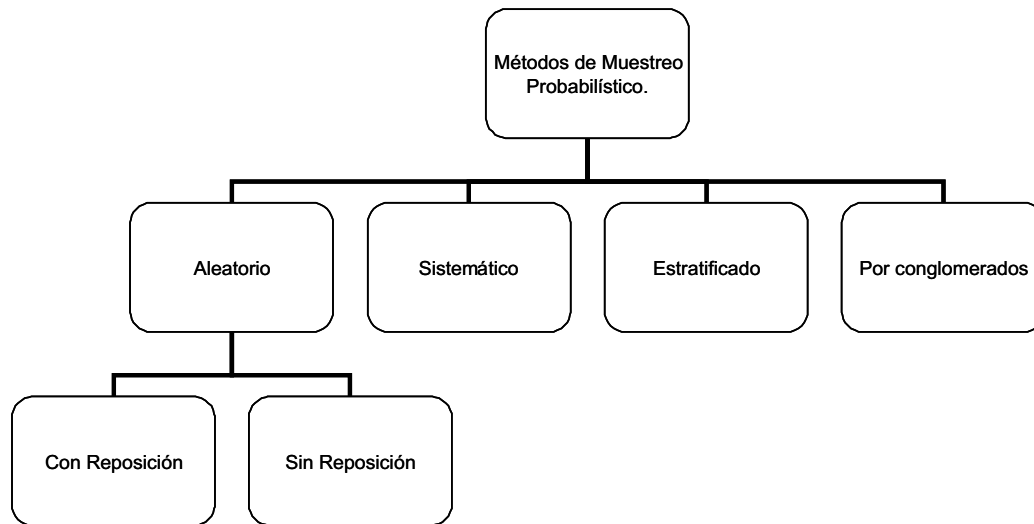 Métodos de Muestreo
Probabilístico.
Aleatorio
Sistemático
Estratificado
Por conglomerados
Con Reposición
Sin Reposición